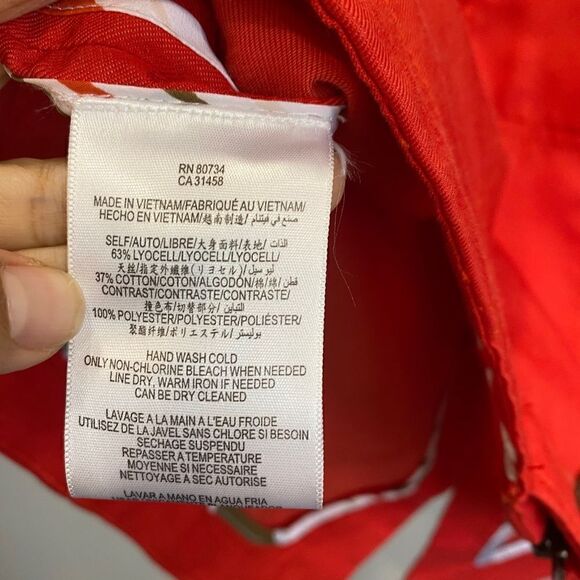 RN 80734
CA 31458
MADE IN VIETNAM/FABRIQUÉ AU VIETNAM/
HECHO EN VIETNAM/越南制造/ صنع في فيتنام
SELF/AUTO/LIBRE/大身面料/表地/ الذات
63% LYOCELL/LYOCELL/LYOCELL/
天丝/指定外纖維(リヨセル)/ ليو سيل
37% COTTON/COTON/ALGODÓN/棉/綿/ قطن
CONTRAST/CONTRASTE/CONTRASTE/
撞色布/切替部分/ التباين
100% POLYESTER/POLYESTER/POLIÉSTER/
聚酯纤维/ポリエステル/ بوليستر
HAND WASH COLD
ONLY NON-CHLORINE BLEACH WHEN NEEDED
LINE DRY, WARM IRON IF NEEDED
CAN BE DRY CLEANED
LAVAGE A LA MAIN A L'EAU FROIDE
UTILISEZ DE LA JAVEL SANS CHLORE SI BESOIN
SECHAGE SUSPENDU
REPASSER A TEMPERATURE
MOYENNE SI NECESSAIRE
NETTOYAGE A SEC AUTORISE
LAVAR A MANO EN AGUA FRIA